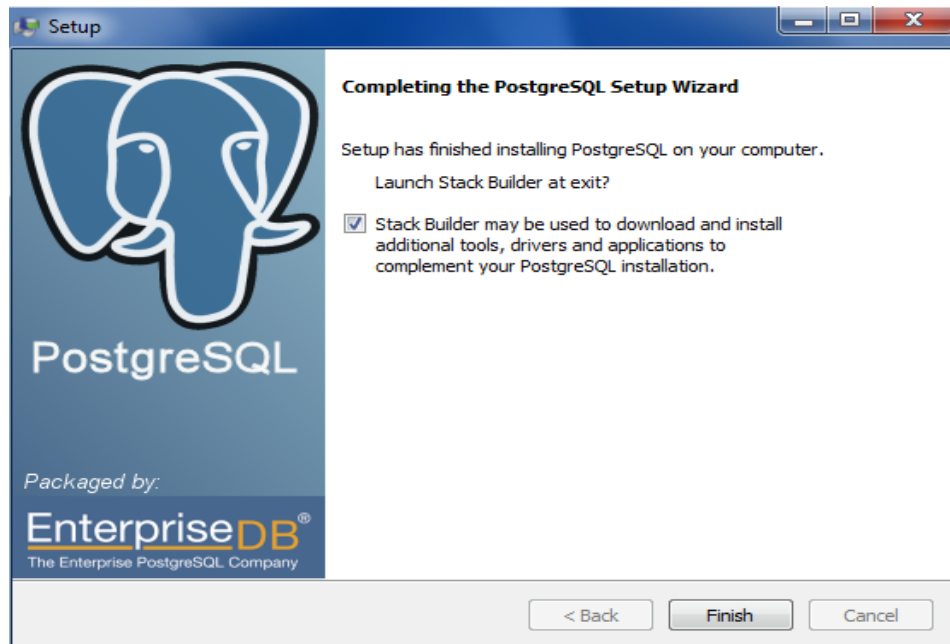 Setup
Completing the PostgreSQL Setup Wizard
Setup has finished installing PostgreSQL on your computer.
Launch Stack Builder at exit?
Stack Builder may be used to download and install
additional tools, drivers and applications to
complement your PostgreSQL installation.
PostgreSQL
Packaged by:
EnterpriseDB®
The Enterprise PostgreSQL Company
< Back
Finish
Cancel